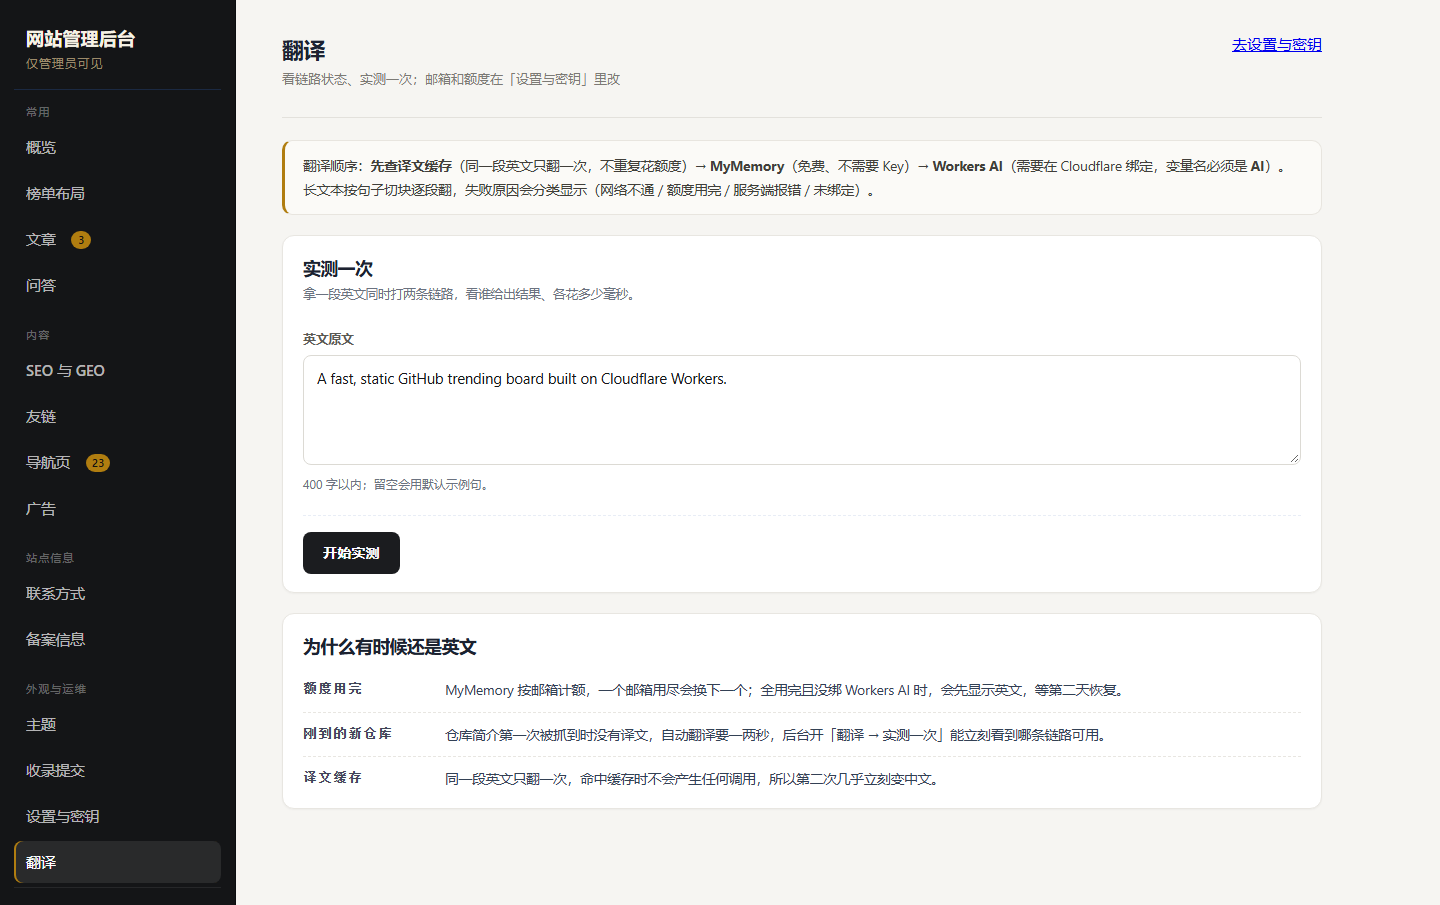 网站管理后台
仅管理员可见
常用
概览
榜单布局
文章 3
问答
内容
SEO 与 GEO
友链
导航页 23
广告
站点信息
联系方式
备案信息
外观与运维
主题
收录提交
设置与密钥
翻译
翻译
去设置与密钥
看链路状态、实测一次；邮箱和额度在「设置与密钥」里改
翻译顺序：先查译文缓存（同一段英文只翻一次，不重复花额度）→ MyMemory（免费、不需要 Key）→ Workers AI（需要在 Cloudflare 绑定，变量名必须是 AI）。
长文本按句子切块逐段翻，失败原因会分类显示（网络不通 / 额度用完 / 服务端报错 / 未绑定）。
实测一次
拿一段英文同时打两条链路，看谁给出结果、各花多少毫秒。
英文原文
A fast, static GitHub trending board built on Cloudflare Workers.
400 字以内；留空会用默认示例句。
开始实测
为什么有时候还是英文
额度用完 MyMemory 按邮箱计额，一个邮箱用尽会换下一个；全用完且没绑 Workers AI 时，会先显示英文，等第二天恢复。
刚到的新仓库 仓库简介第一次被抓到时没有译文，自动翻译要一两秒，后台开「翻译 → 实测一次」能立刻看到哪条链路可用。
译文缓存 同一段英文只翻一次，命中缓存时不会产生任何调用，所以第二次几乎立刻变中文。